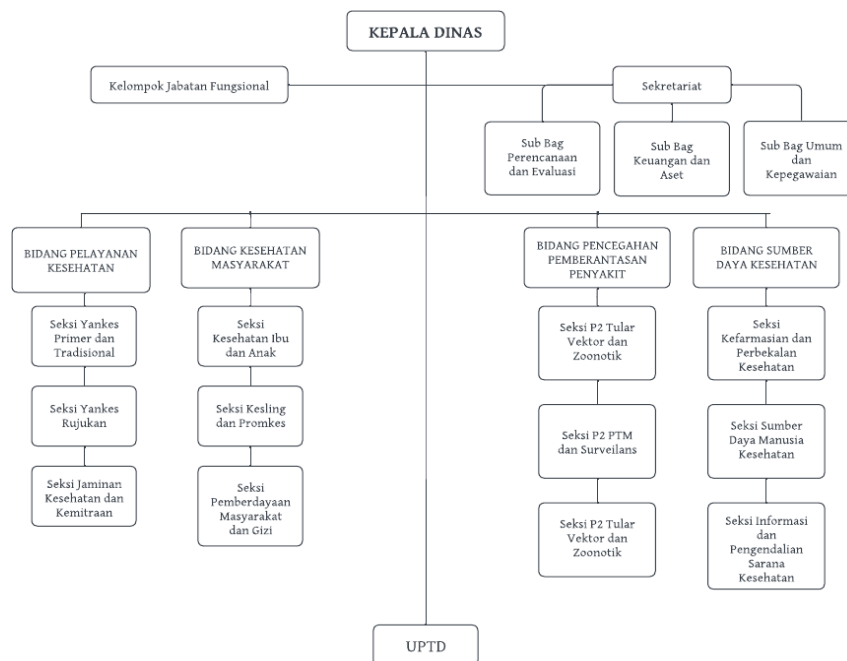 KEPALA DINAS
Kelompok Jabatan Fungsional
Sekretariat
Sub Bag
Perencanaan
dan Evaluasi
Sub Bag
Keuangan dan
Aset
Sub Bag Umum
dan
Kepegawaian
BIDANG PELAYANAN
KESEHATAN
BIDANG KESEHATAN
MASYARAKAT
BIDANG PENCEGAHAN
PEMBERANTASAN
PENYAKIT
BIDANG SUMBER
DAYA KESEHATAN
Seksi Yankes
Primer dan
Tradisional
Seksi
Kesehatan Ibu
dan Anak
Seksi P2 Tular
Vektor dan
Zoonotik
Seksi
Kefarmasian dan
Perbekalan
Kesehatan
Seksi Yankes
Rujukan
Seksi Kesling
dan Promkes
Seksi P2 PTM
dan Surveilans
Seksi Sumber
Daya Manusia
Kesehatan
Seksi Jaminan
Kesehatan dan
Kemitraan
Seksi
Pemberdayaan
Masyarakat
dan Gizi
Seksi P2 Tular
Vektor dan
Zoonotik
Seksi Informasi
dan
Pengendalian
Sarana
Kesehatan
UPTD